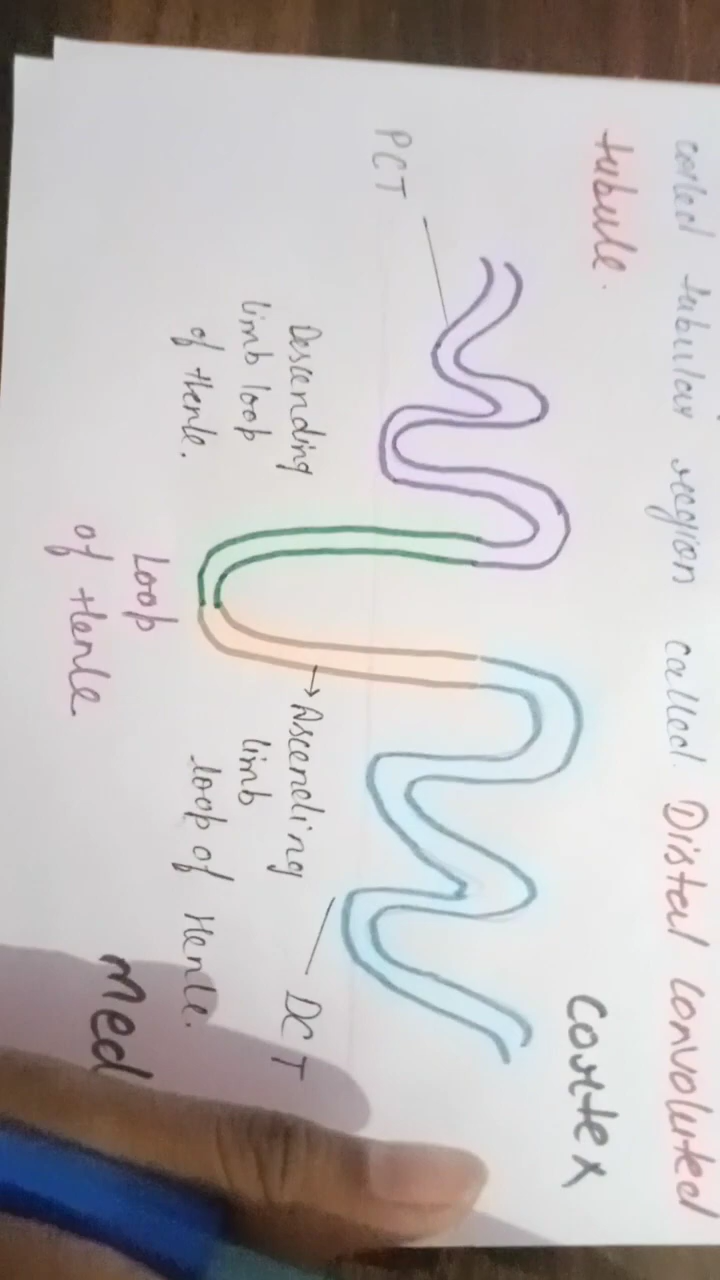 coiled tubular region called. Distal convoluted
tubule.
Cortex
PCT
Descending
limb loop
of Henle.
Ascending
limb
loop of Henle.
DCT
Loop
of Henle
Med